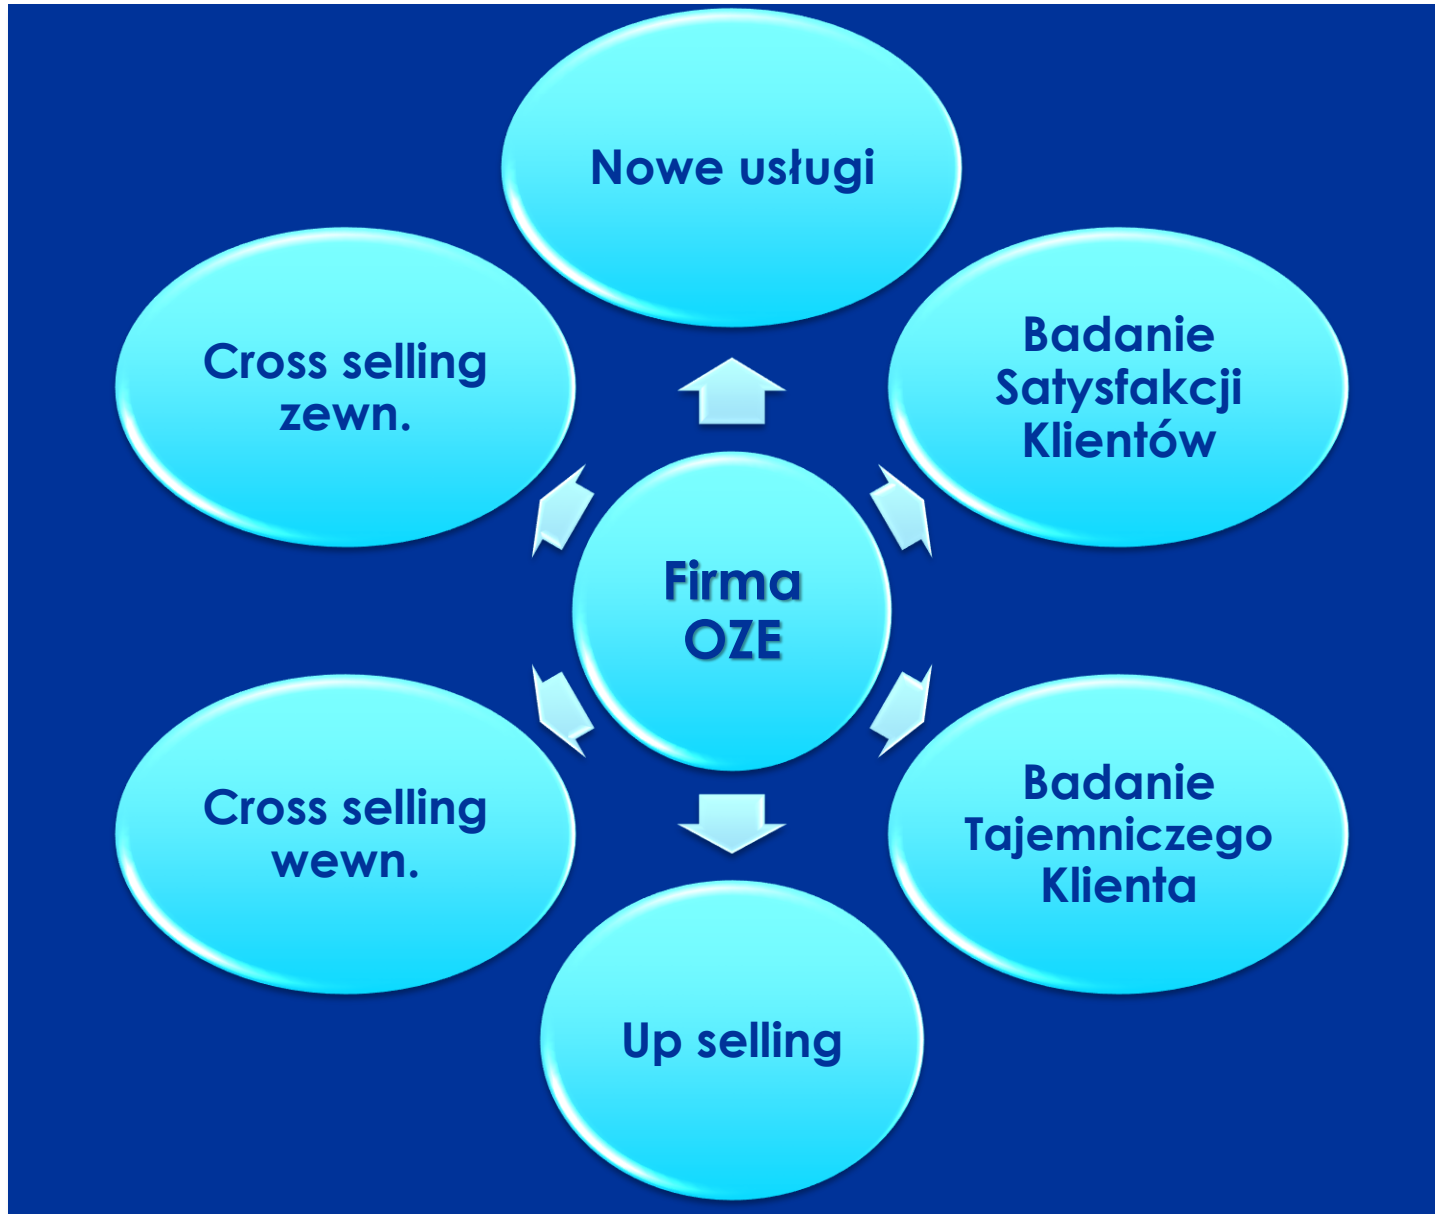 Nowe usługi
Badanie
Satysfakcji
Klientów
Cross selling
zewn.
Firma
OZE
Cross selling
wewn.
Badanie
Tajemniczego
Klienta
Up selling